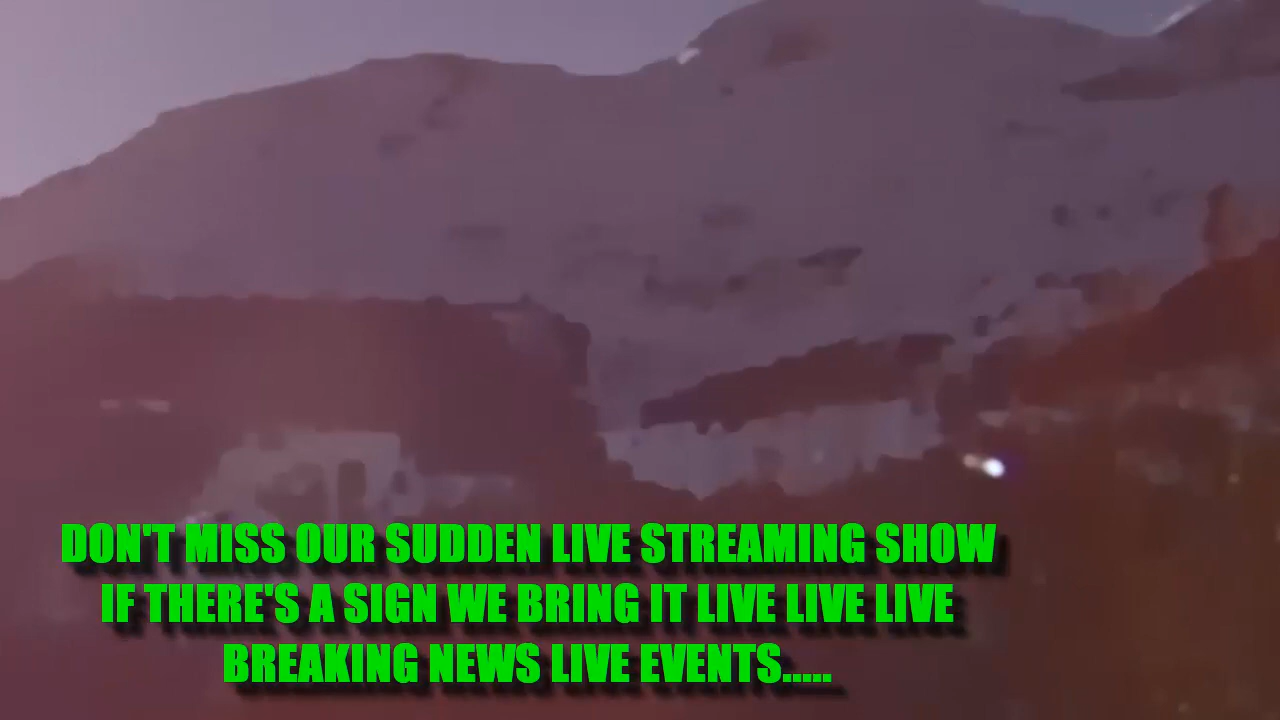 DON'T MISS OUR SUDDEN LIVE STREAMING SHOW
IF THERE'S A SIGN WE BRING IT LIVE LIVE LIVE
BREAKING NEWS LIVE EVENTS.....